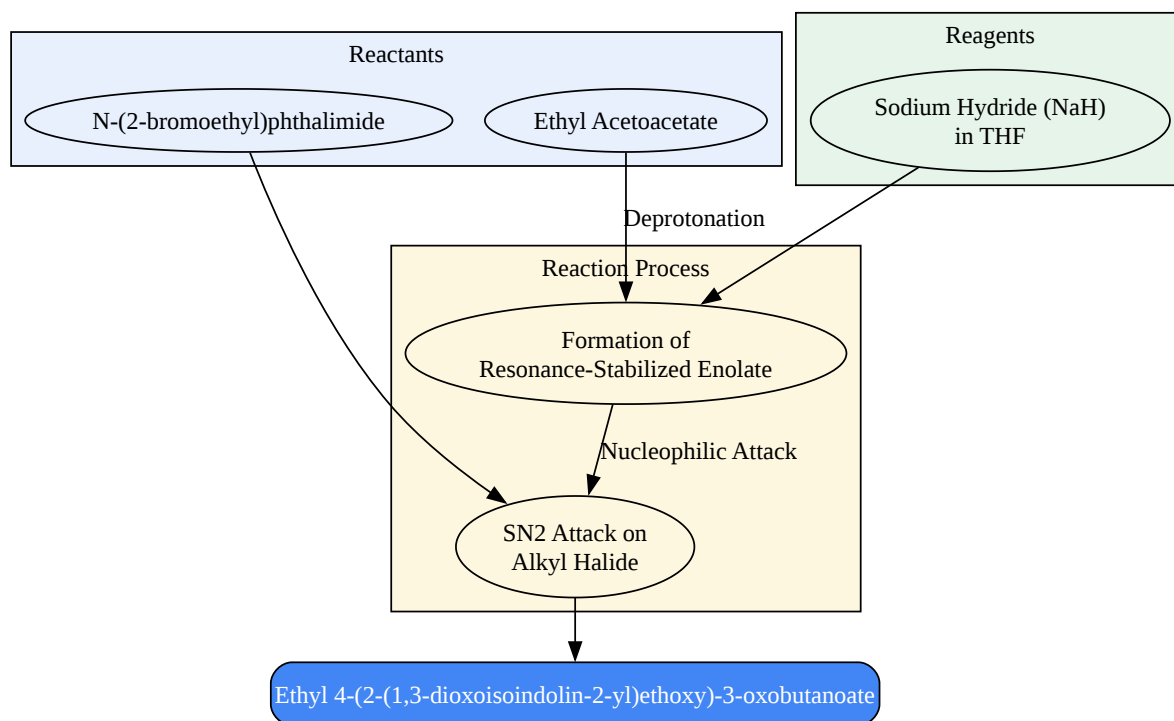 Reactants
Reagents
N-(2-bromoethyl)phthalimide
Ethyl Acetoacetate
Sodium Hydride (NaH)
in THF
Deprotonation
Reaction Process
Formation of
Resonance-Stabilized Enolate
Nucleophilic Attack
SN2 Attack on
Alkyl Halide
Ethyl 4-(2-(1,3-dioxoisoindolin-2-yl)ethoxy)-3-oxobutanoate